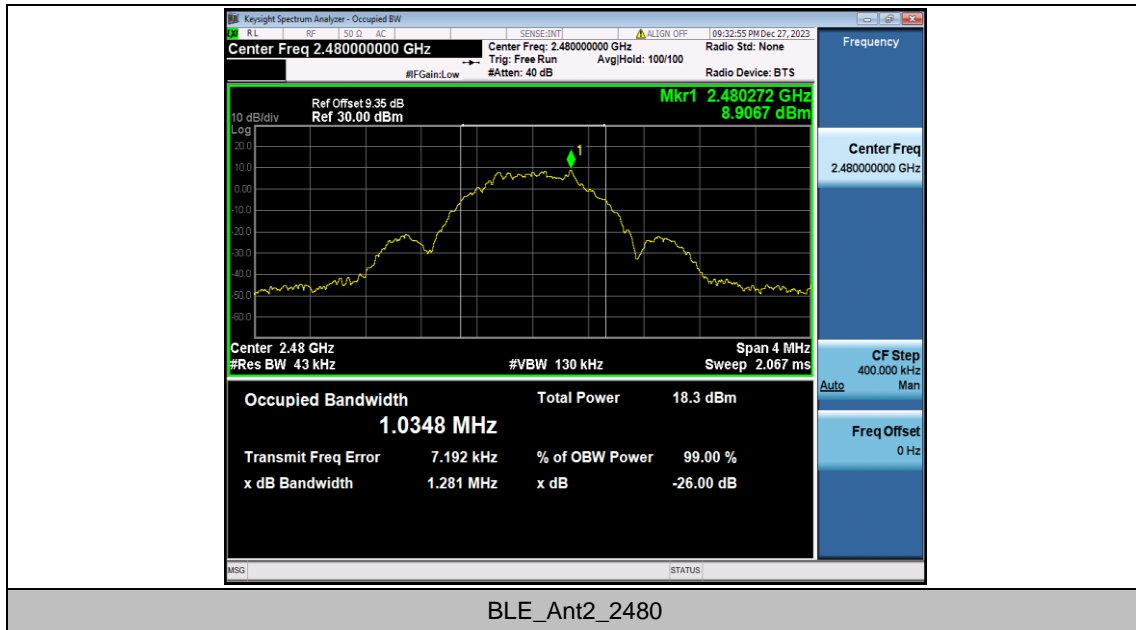 Keysight Spectrum Analyzer - Occupied BW
RL RF 50 Ω AC SENSE:INT ALIGN OFF 09:32:55 PM Dec 27, 2023
Center Freq 2.480000000 GHz
Center Freq: 2.480000000 GHz Radio Std: None
Trig: Free Run Avg|Hold: 100/100
#IFGain:Low #Atten: 40 dB Radio Device: BTS
Mkr1 2.480272 GHz
8.9067 dBm
Ref Offset 9.35 dB
10 dB/div Ref 30.00 dBm
Log
20.0
10.0
0.00
-10.0
-20.0
-30.0
-40.0
-50.0
-60.0
1
Center 2.48 GHz Span 4 MHz
#Res BW 43 kHz #VBW 130 kHz Sweep 2.067 ms
Occupied Bandwidth Total Power 18.3 dBm
1.0348 MHz
Transmit Freq Error 7.192 kHz % of OBW Power 99.00 %
x dB Bandwidth 1.281 MHz x dB -26.00 dB
MSG STATUS
Frequency
Center Freq
2.480000000 GHz
CF Step
400.000 kHz
Auto Man
Freq Offset
0 Hz
BLE_Ant2_2480